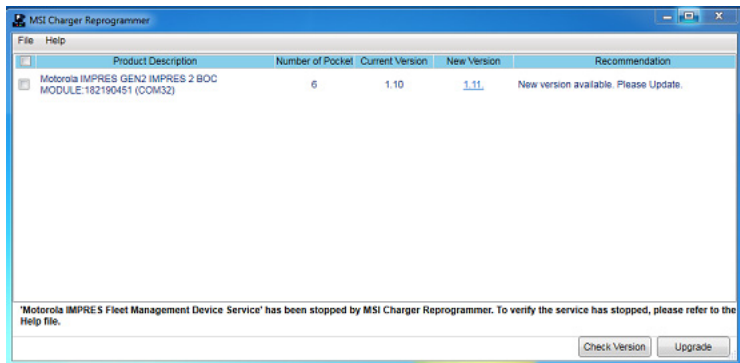 MSI Charger Reprogrammer
File Help
Product Description Number of Pocket Current Version New Version Recommendation
Motorola IMPRES GEN2 IMPRES 2 BOC
MODULE:182190451 (COM32) 6 1.10 1.11. New version available. Please Update.
'Motorola IMPRES Fleet Management Device Service' has been stopped by MSI Charger Reprogrammer. To verify the service has stopped, please refer to the
Help file.
Check Version Upgrade